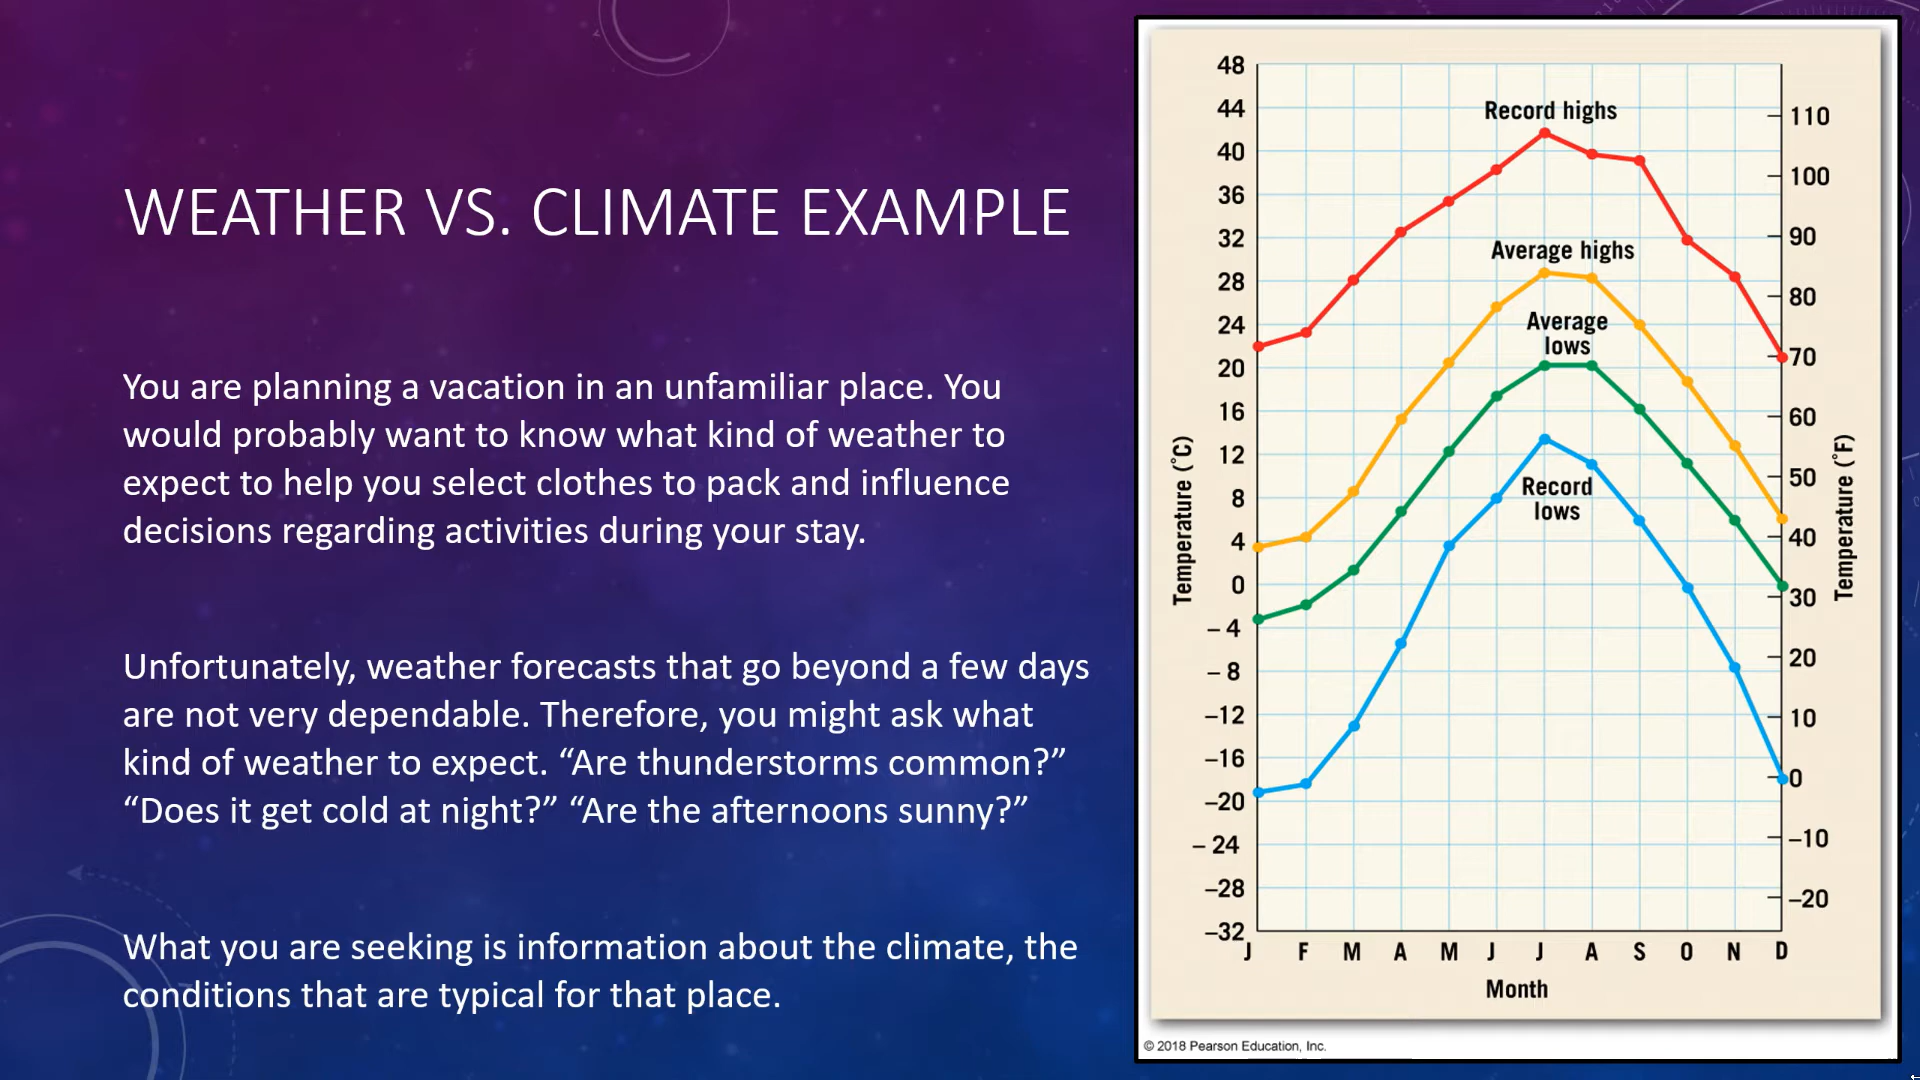 WEATHER VS. CLIMATE EXAMPLE
You are planning a vacation in an unfamiliar place. You
would probably want to know what kind of weather to
expect to help you select clothes to pack and influence
decisions regarding activities during your stay.
Unfortunately, weather forecasts that go beyond a few days
are not very dependable. Therefore, you might ask what
kind of weather to expect. “Are thunderstorms common?”
“Does it get cold at night?” “Are the afternoons sunny?”
What you are seeking is information about the climate, the
conditions that are typical for that place.
48
44
40
36
32
28
24
20
16
12
8
4
0
– 4
– 8
–12
–16
–20
– 24
–28
–32
Temperature (°C)
Record highs
Average highs
Average
lows
Record
lows
110
100
90
80
70
60
50
40
30
20
10
0
–10
–20
Temperature (°F)
J F M A M J J A S O N D
Month
© 2018 Pearson Education, Inc.